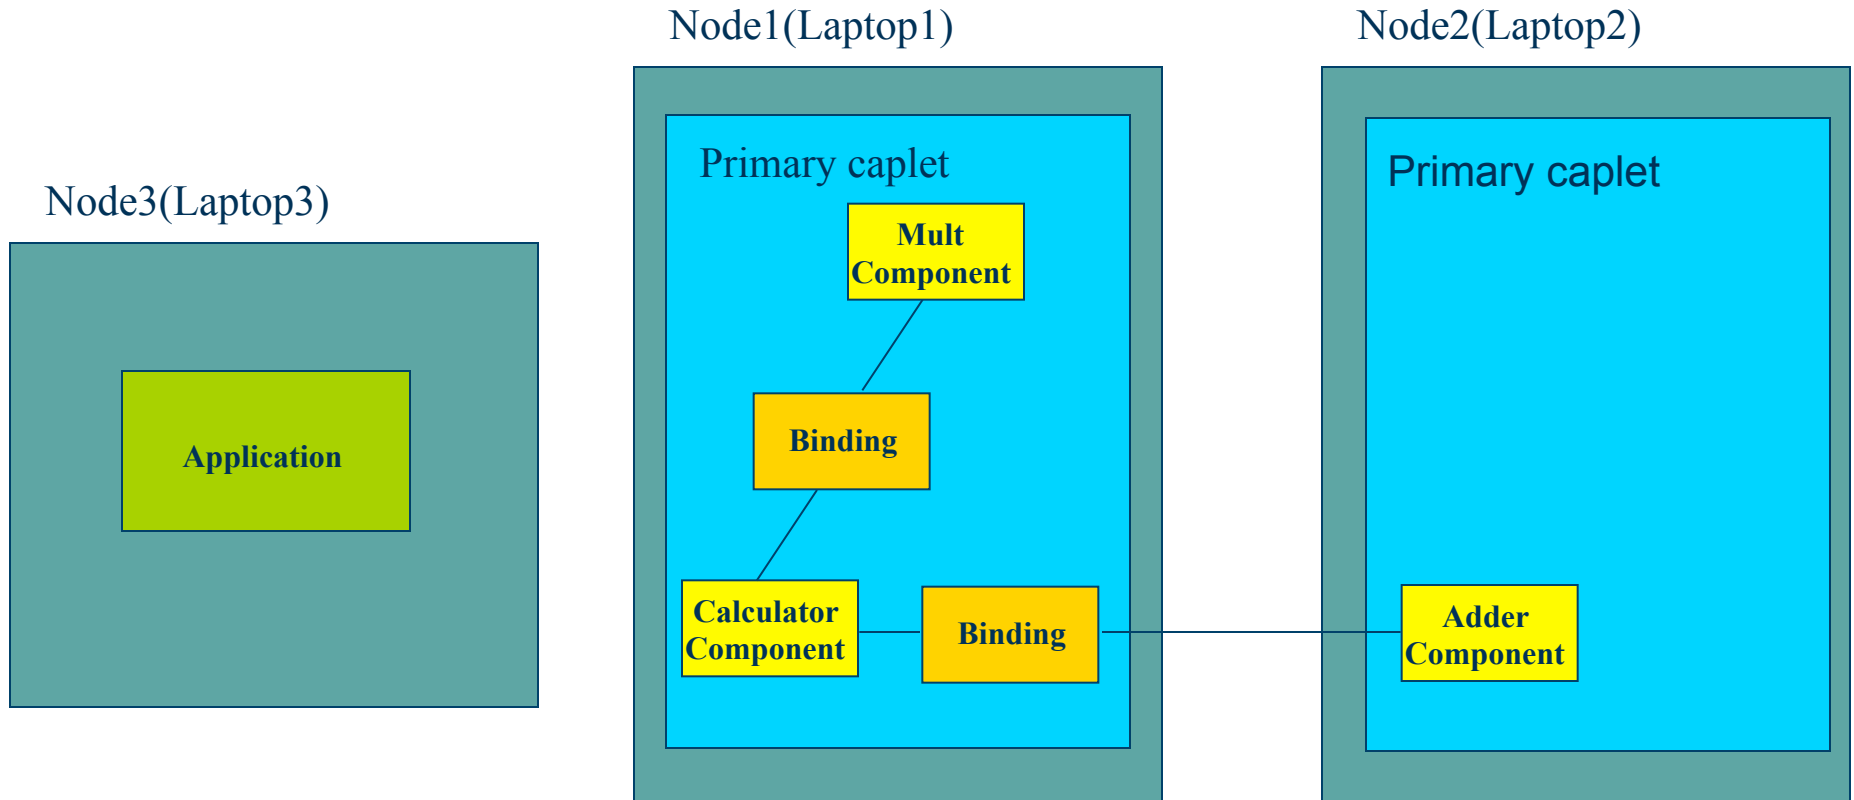 Node1(Laptop1)
Node2(Laptop2)
Primary caplet
Primary caplet
Node3(Laptop3)
Mult
Component
Binding
Application
Calculator
Component
Binding
Adder
Component